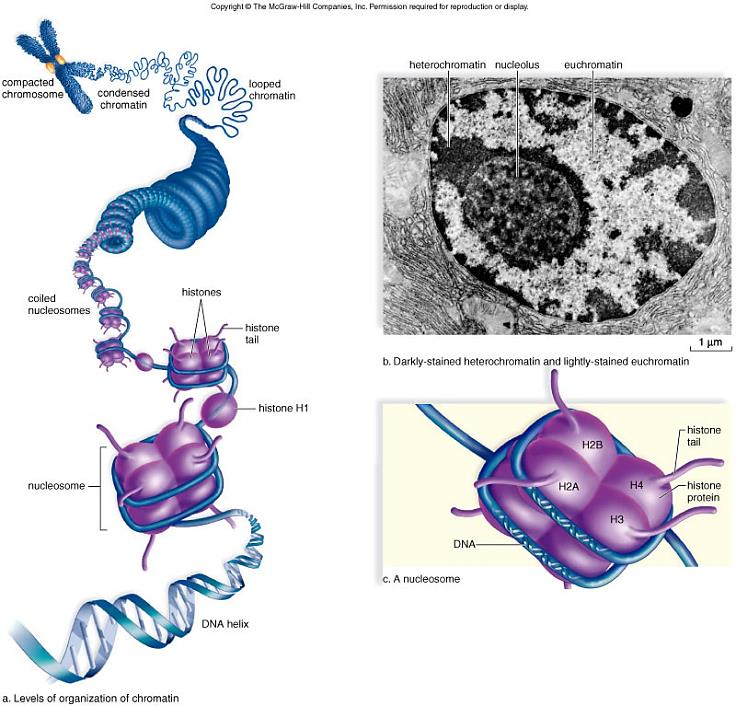 Copyright © The McGraw-Hill Companies, Inc. Permission required for reproduction or display.
compacted
chromosome
condensed
chromatin
looped
chromatin
coiled
nucleosomes
histones
histone
tail
histone H1
nucleosome
DNA helix
a. Levels of organization of chromatin
heterochromatin
nucleolus
euchromatin
1 μm
b. Darkly-stained heterochromatin and lightly-stained euchromatin
H2B
H2A
H4
H3
histone
tail
histone
protein
DNA
c. A nucleosome